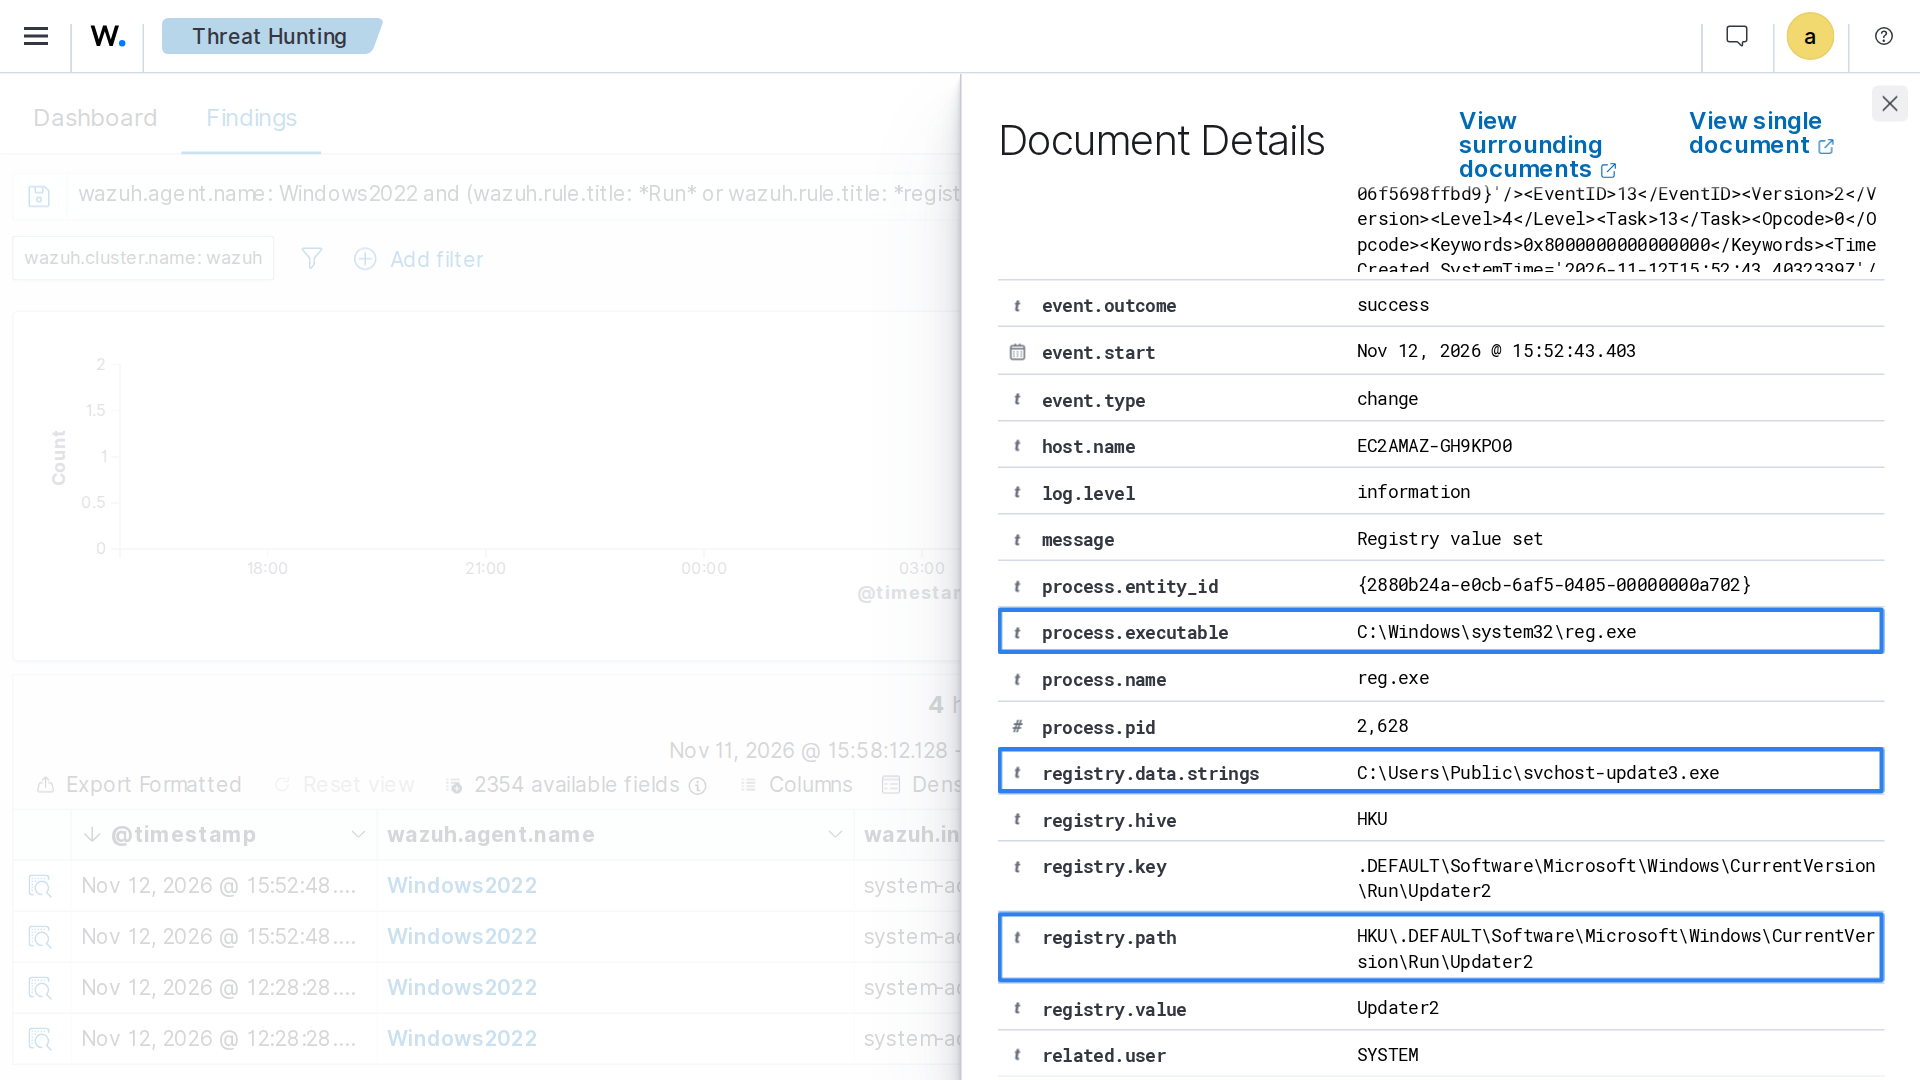 W.
Threat Hunting
a
Dashboard
Findings
wazuh.agent.name: Windows2022 and (wazuh.rule.title: *Run* or wazuh.rule.title: *regist
wazuh.cluster.name: wazuh
Add filter
2
1.5
1
0.5
0
Count
18:00
21:00
00:00
03:00
@timestar
4 h
Nov 11, 2026 @ 15:58:12.128 -
Export Formatted
Reset view
2354 available fields
Columns
Dens
@timestamp
wazuh.agent.name
wazuh.in
Nov 12, 2026 @ 15:52:48....
Windows2022
system-ac
Nov 12, 2026 @ 15:52:48....
Windows2022
system-ac
Nov 12, 2026 @ 12:28:28....
Windows2022
system-ac
Nov 12, 2026 @ 12:28:28....
Windows2022
system-ac
Document Details
View surrounding documents
View single document
06f5698ffbd9}'/><EventID>13</EventID><Version>2</V
ersion><Level>4</Level><Task>13</Task><Opcode>0</O
pcode><Keywords>0x8000000000000000</Keywords><Time
Created SystemTime='2026-11-12T15:52:43.4032339Z'/
t event.outcome success
event.start Nov 12, 2026 @ 15:52:43.403
t event.type change
t host.name EC2AMAZ-GH9KPO0
t log.level information
t message Registry value set
t process.entity_id {2880b24a-e0cb-6af5-0405-00000000a702}
t process.executable C:\Windows\system32\reg.exe
t process.name reg.exe
# process.pid 2,628
t registry.data.strings C:\Users\Public\svchost-update3.exe
t registry.hive HKU
t registry.key .DEFAULT\Software\Microsoft\Windows\CurrentVersion
\Run\Updater2
t registry.path HKU\.DEFAULT\Software\Microsoft\Windows\CurrentVer
sion\Run\Updater2
t registry.value Updater2
t related.user SYSTEM